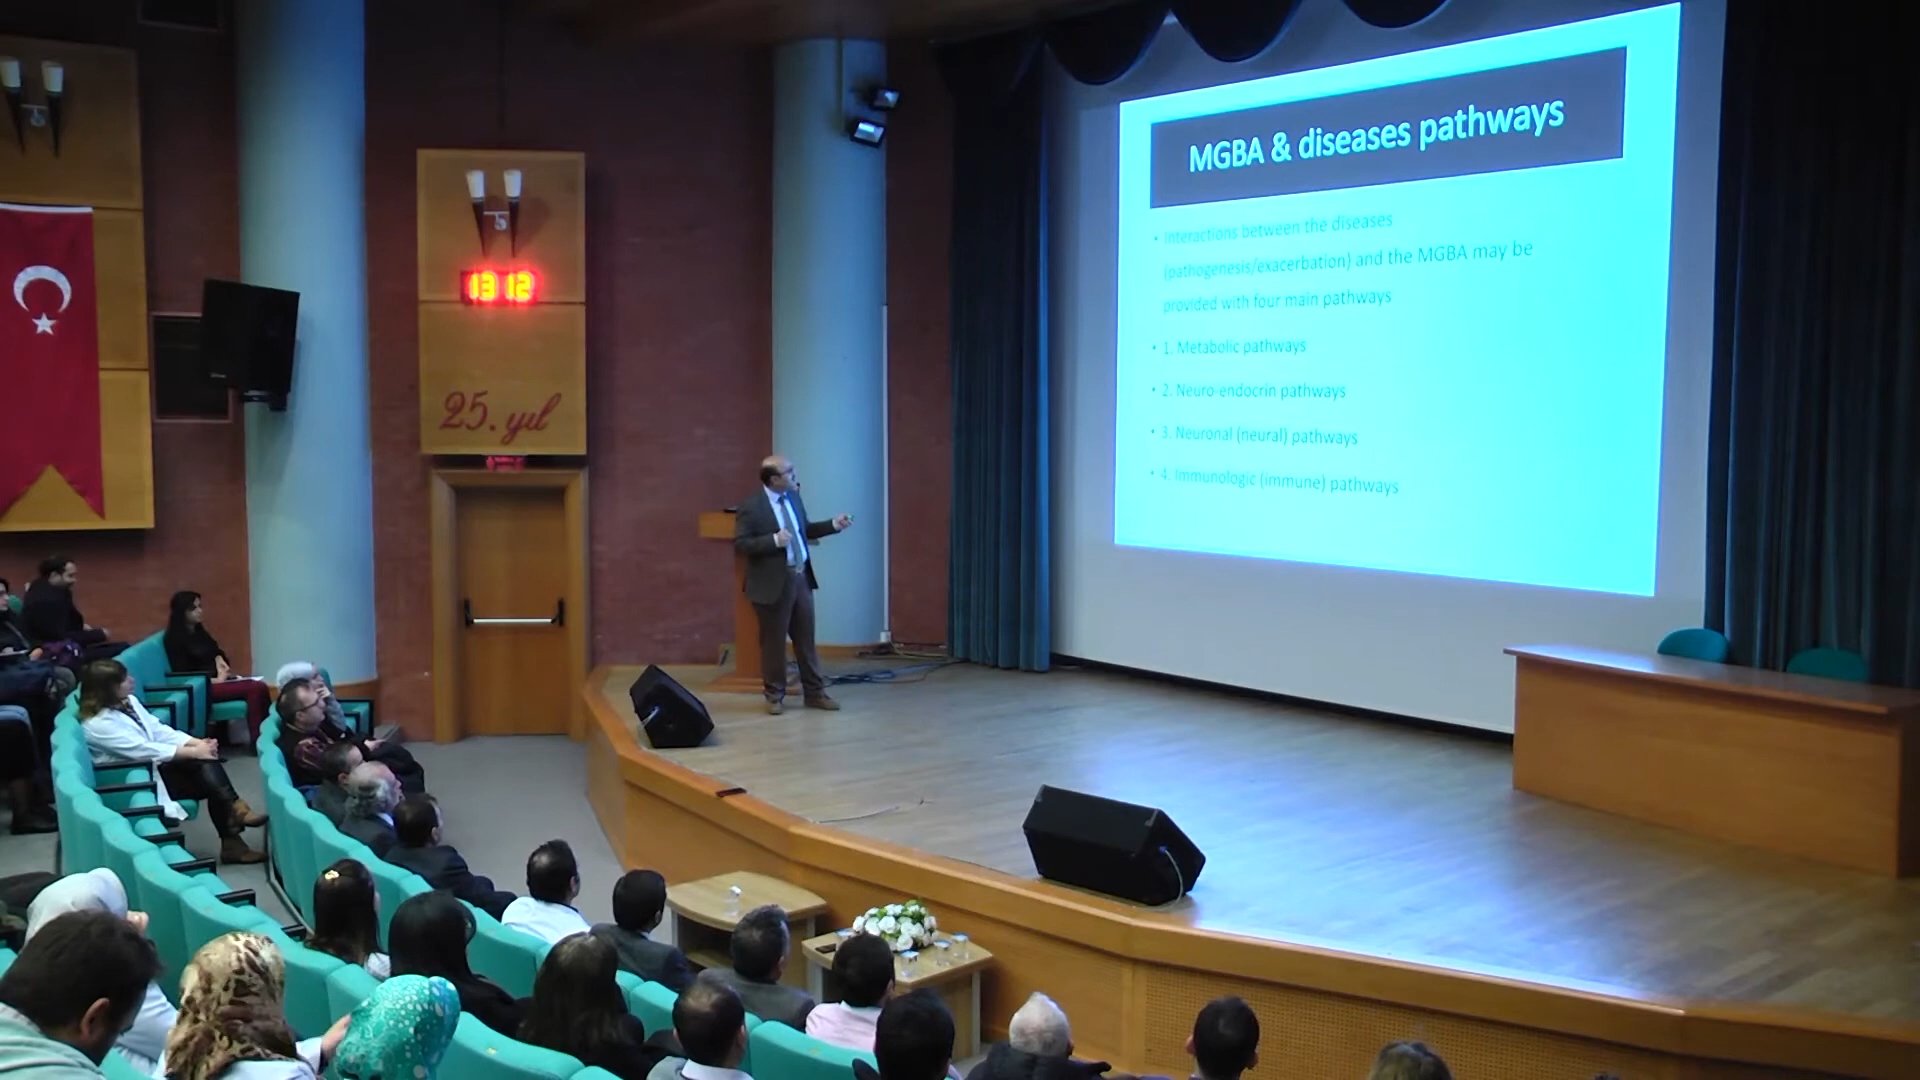 MGBA & diseases pathways
• Interactions between the diseases
(pathogenesis/exacerbation) and the MGBA may be
provided with four main pathways
• 1. Metabolic pathways
• 2. Neuro-endocrin pathways
• 3. Neuronal (neural) pathways
• 4. Immunologic (immune) pathways
13 12
25. yıl